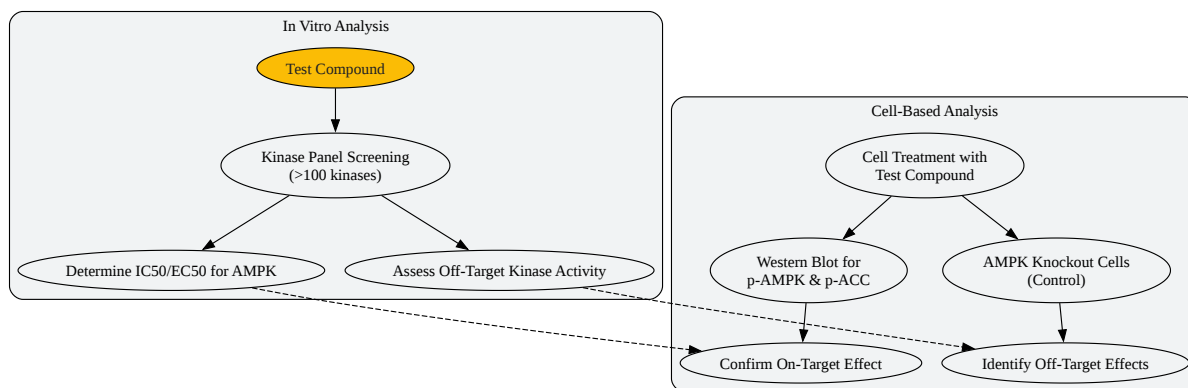 In Vitro Analysis
Test Compound
Kinase Panel Screening
(>100 kinases)
Determine IC50/EC50 for AMPK
Assess Off-Target Kinase Activity
Cell-Based Analysis
Cell Treatment with
Test Compound
Western Blot for
p-AMPK & p-ACC
AMPK Knockout Cells
(Control)
Confirm On-Target Effect
Identify Off-Target Effects